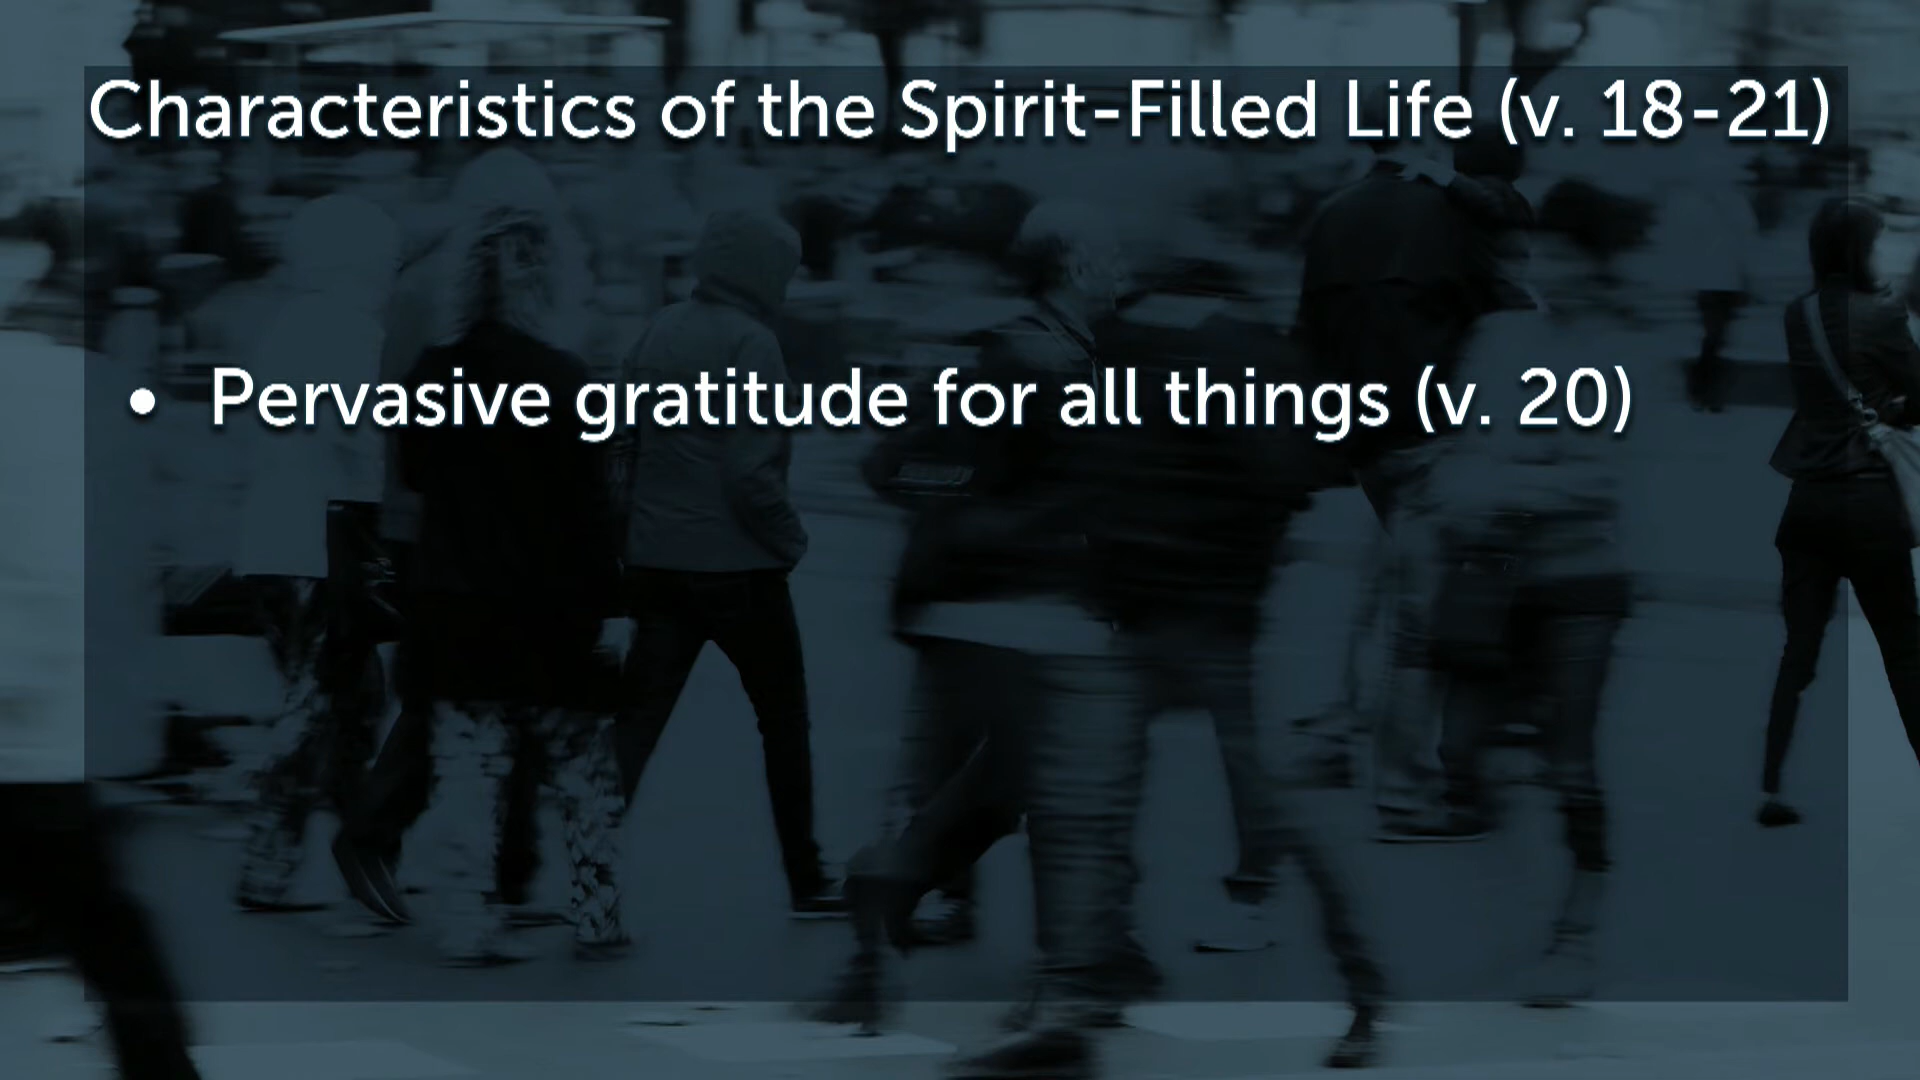 Characteristics of the Spirit-Filled Life (v. 18-21)
• Pervasive gratitude for all things (v. 20)